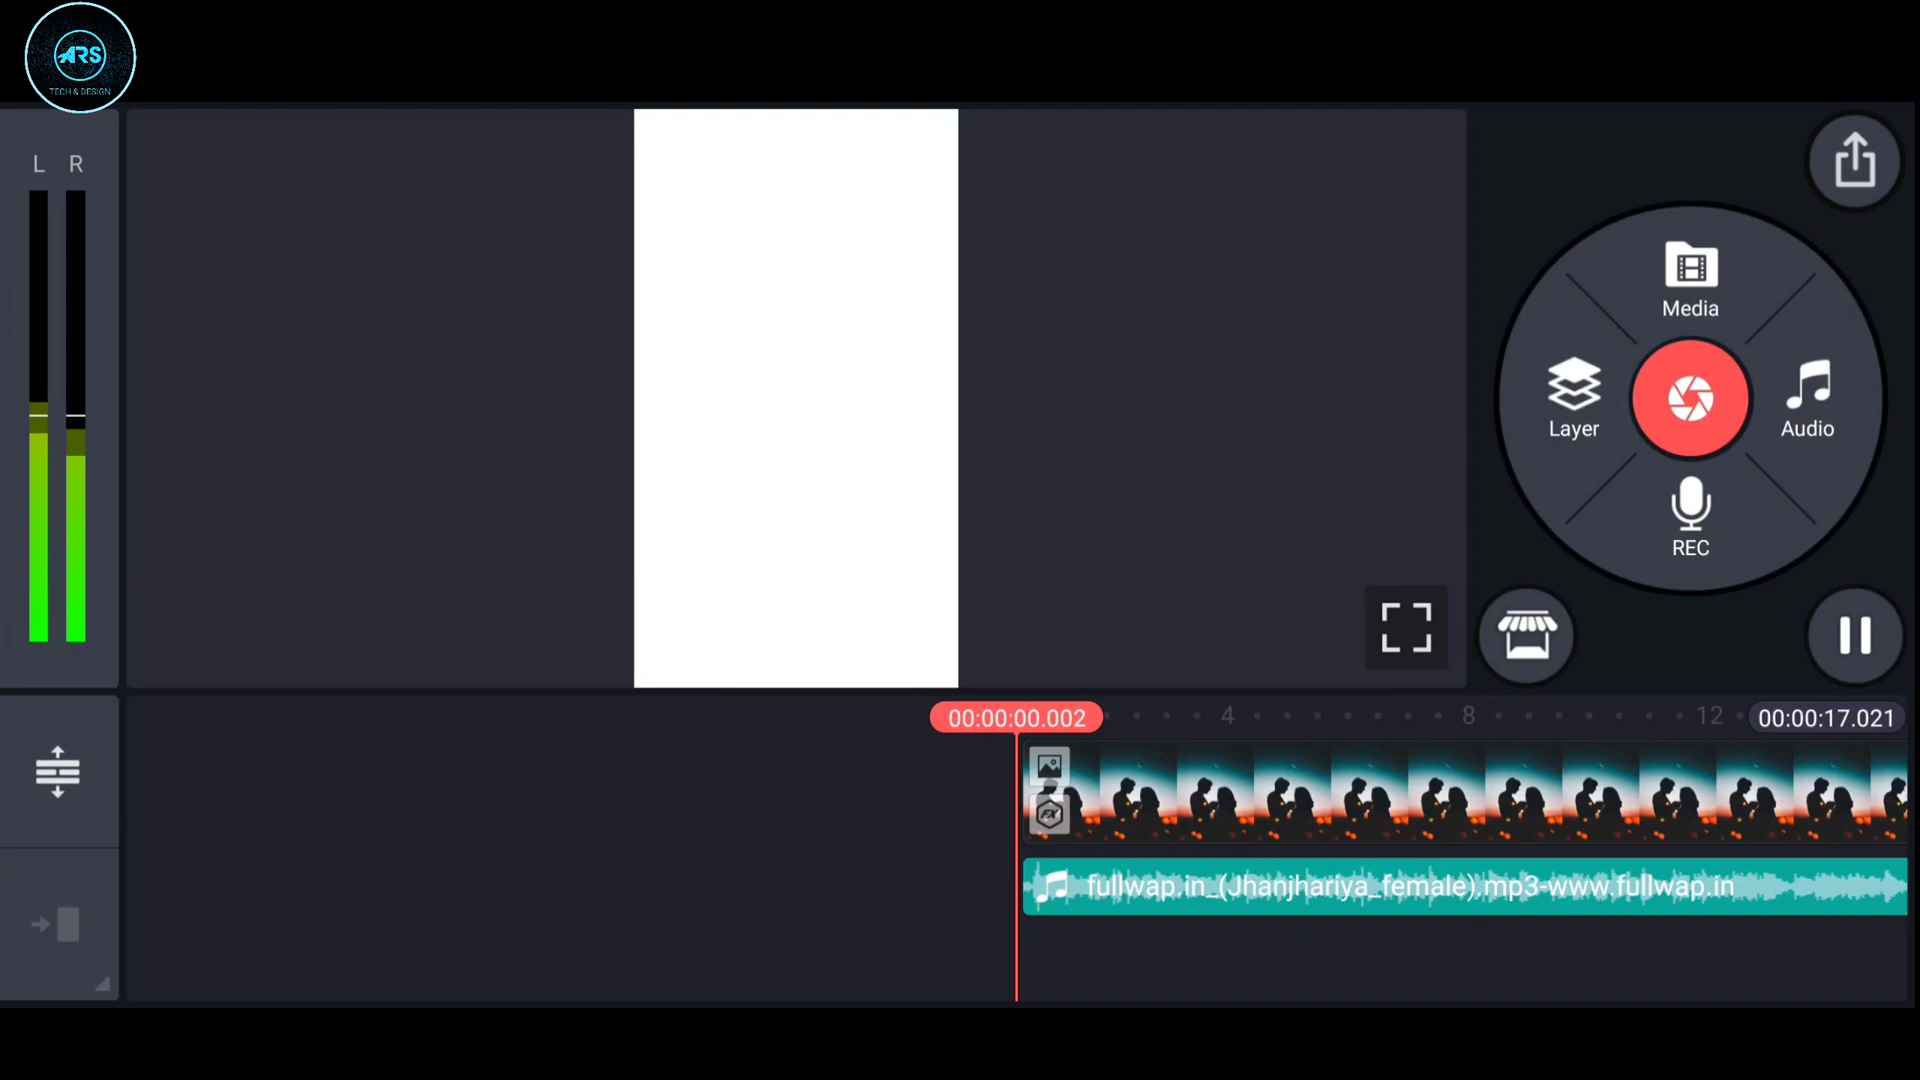 ARS
TECH & DESIGN
L R
Media
Layer
Audio
REC
00:00:00.002
4
8
12
00:00:17.021
FX
fullwap.in_(Jhanjhariya_female).mp3-www.fullwap.in